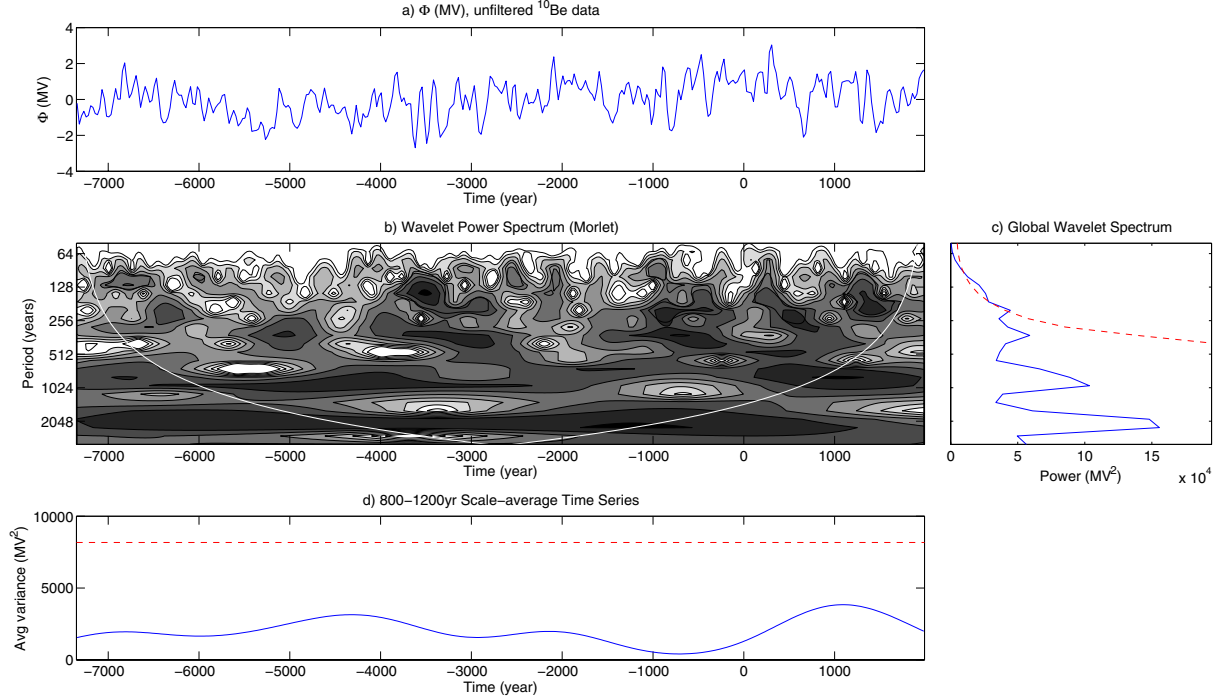 a) Φ (MV), unfiltered ¹⁰Be data
4
2
0
−2
−4
Φ (MV)
−7000 −6000 −5000 −4000 −3000 −2000 −1000 0 1000
Time (year)
b) Wavelet Power Spectrum (Morlet)
64
128
256
512
1024
2048
Period (years)
−7000 −6000 −5000 −4000 −3000 −2000 −1000 0 1000
Time (year)
c) Global Wavelet Spectrum
0 5 10 15
Power (MV²)
x 10⁴
d) 800−1200yr Scale−average Time Series
10000
5000
0
Avg variance (MV²)
−7000 −6000 −5000 −4000 −3000 −2000 −1000 0 1000
Time (year)